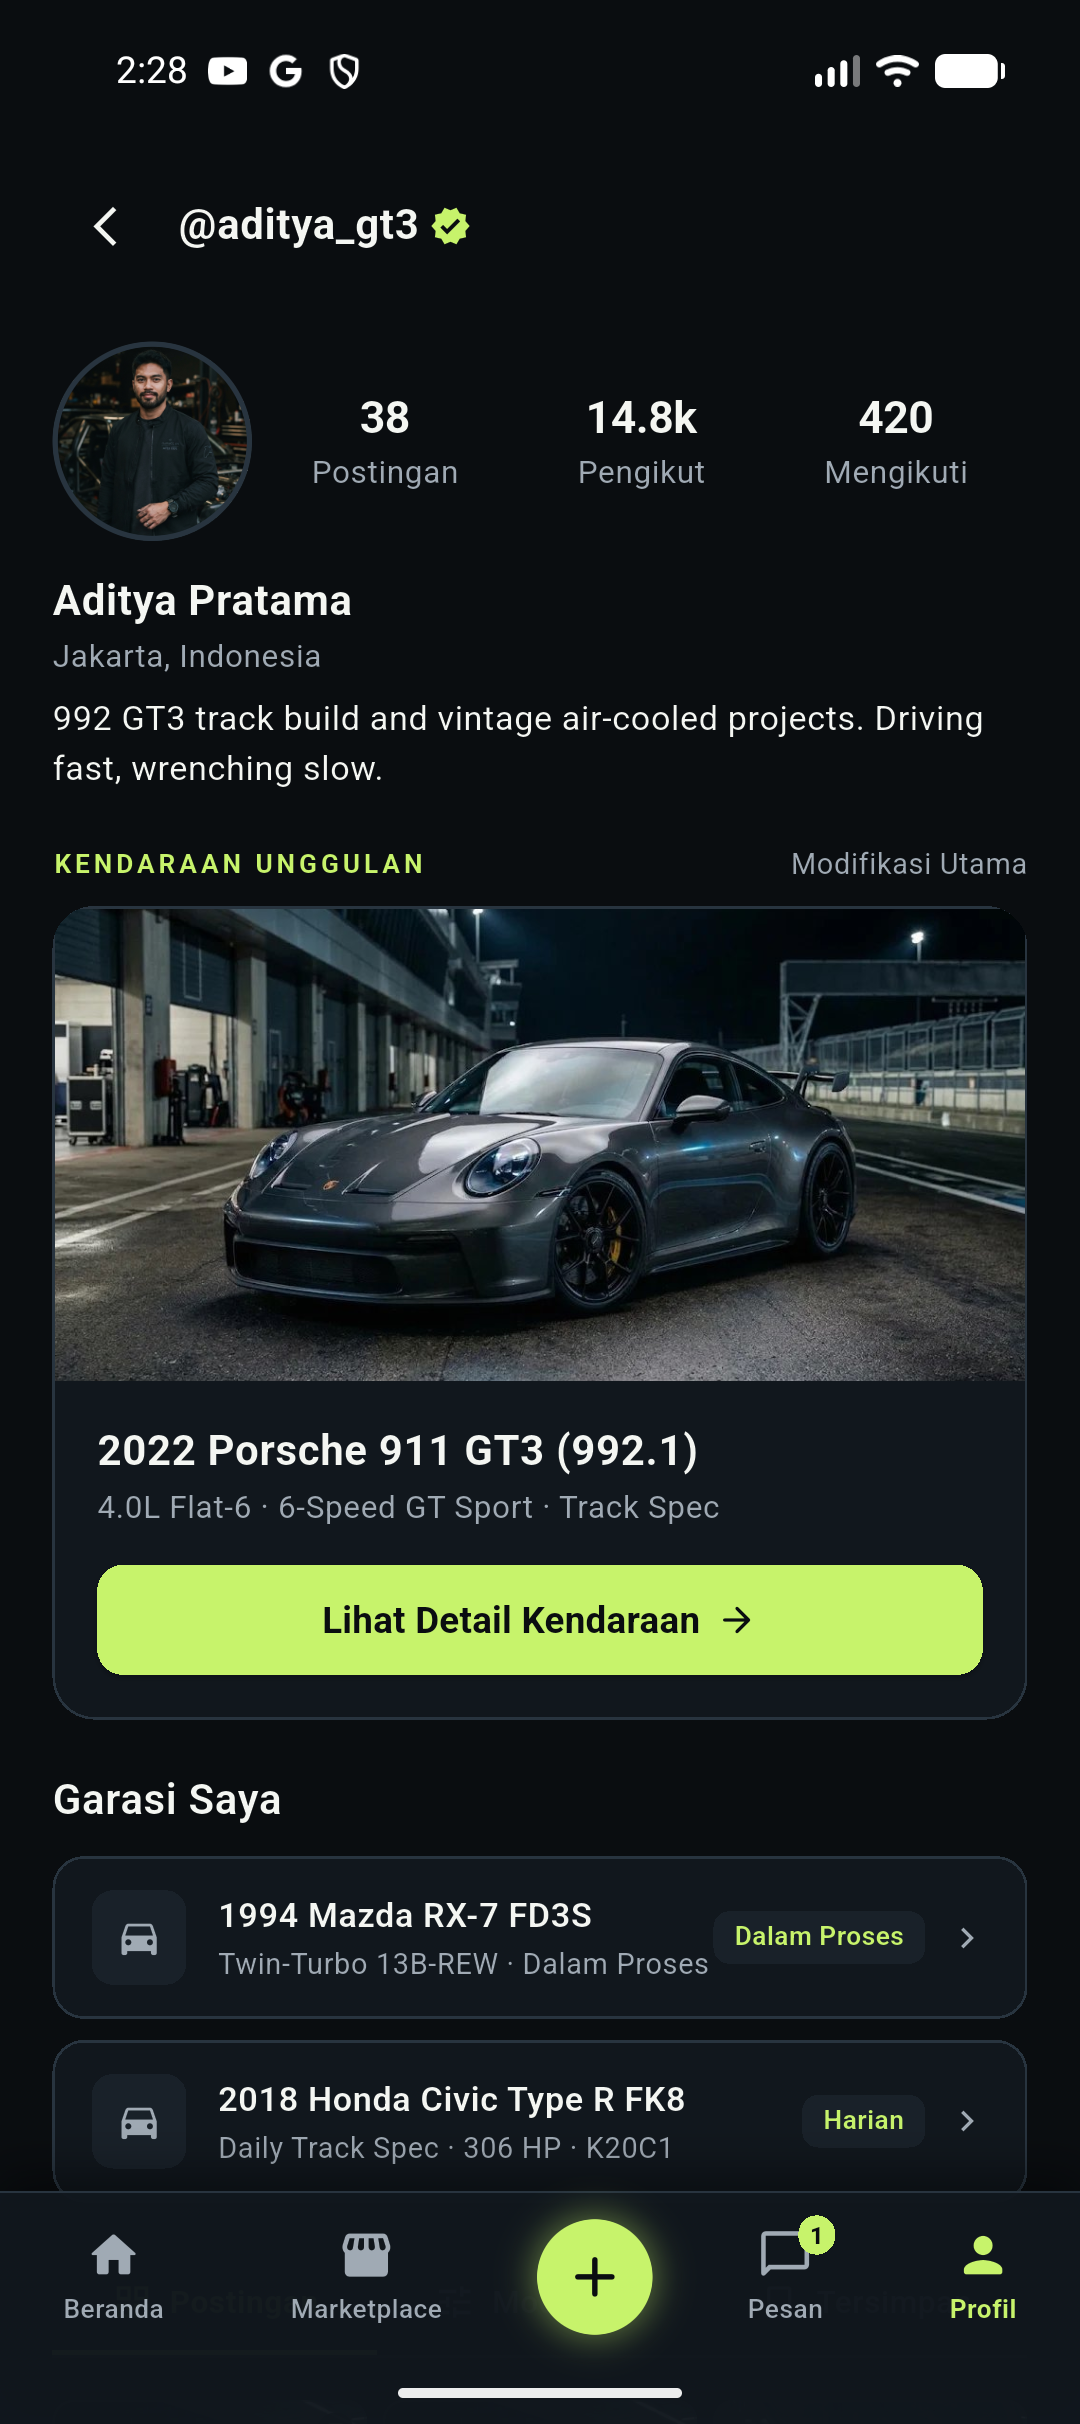 2:28
@aditya_gt3
38
14.8k
420
Postingan
Pengikut
Mengikuti
Aditya Pratama
Jakarta, Indonesia
992 GT3 track build and vintage air-cooled projects. Driving
fast, wrenching slow.
KENDARAAN UNGGULAN
Modifikasi Utama
2022 Porsche 911 GT3 (992.1)
4.0L Flat-6 · 6-Speed GT Sport · Track Spec
Lihat Detail Kendaraan
Garasi Saya
1994 Mazda RX-7 FD3S
Twin-Turbo 13B-REW · Dalam Proses
Dalam Proses
2018 Honda Civic Type R FK8
Daily Track Spec · 306 HP · K20C1
Harian
1
Beranda
Marketplace
Pesan
Profil